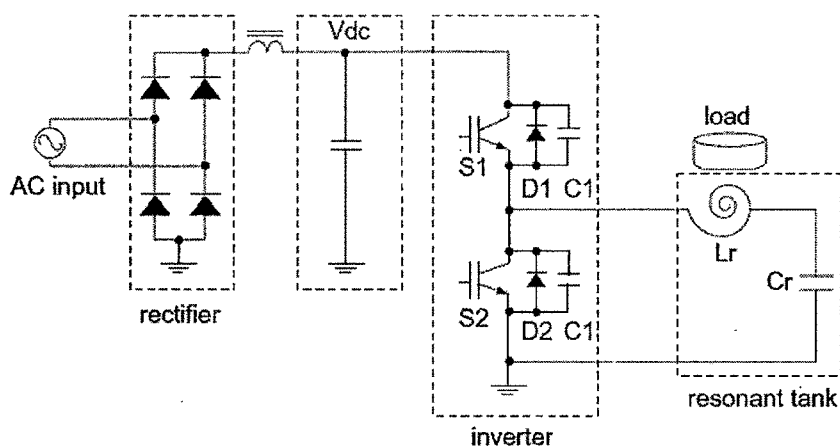 Vdc
load
AC input
S1
D1 C1
Lr
Cr
S2
D2 C1
rectifier
resonant tank
inverter